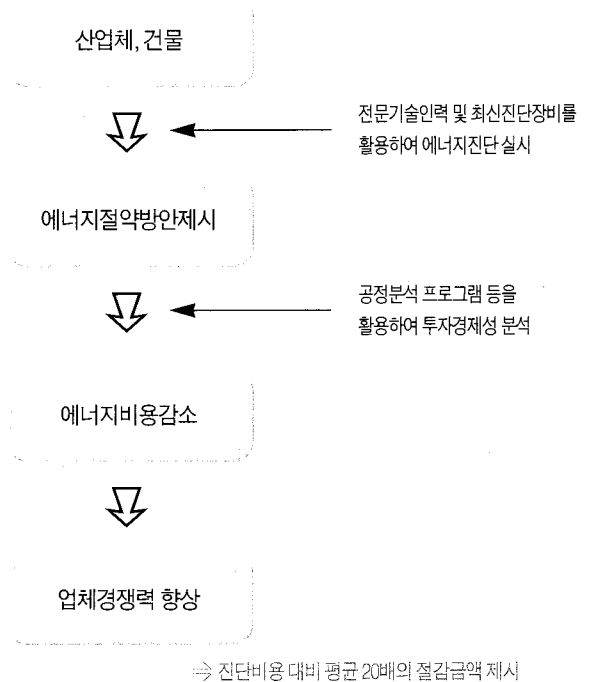 산업체, 건물
전문기술인력 및 최신진단장비를
활용하여 에너지진단 실시
에너지절약방안제시
공정분석 프로그램 등을
활용하여 투자경제성 분석
에너지비용감소
업체경쟁력 향상
⇒ 진단비용 대비 평균 20배의 절감금액 제시